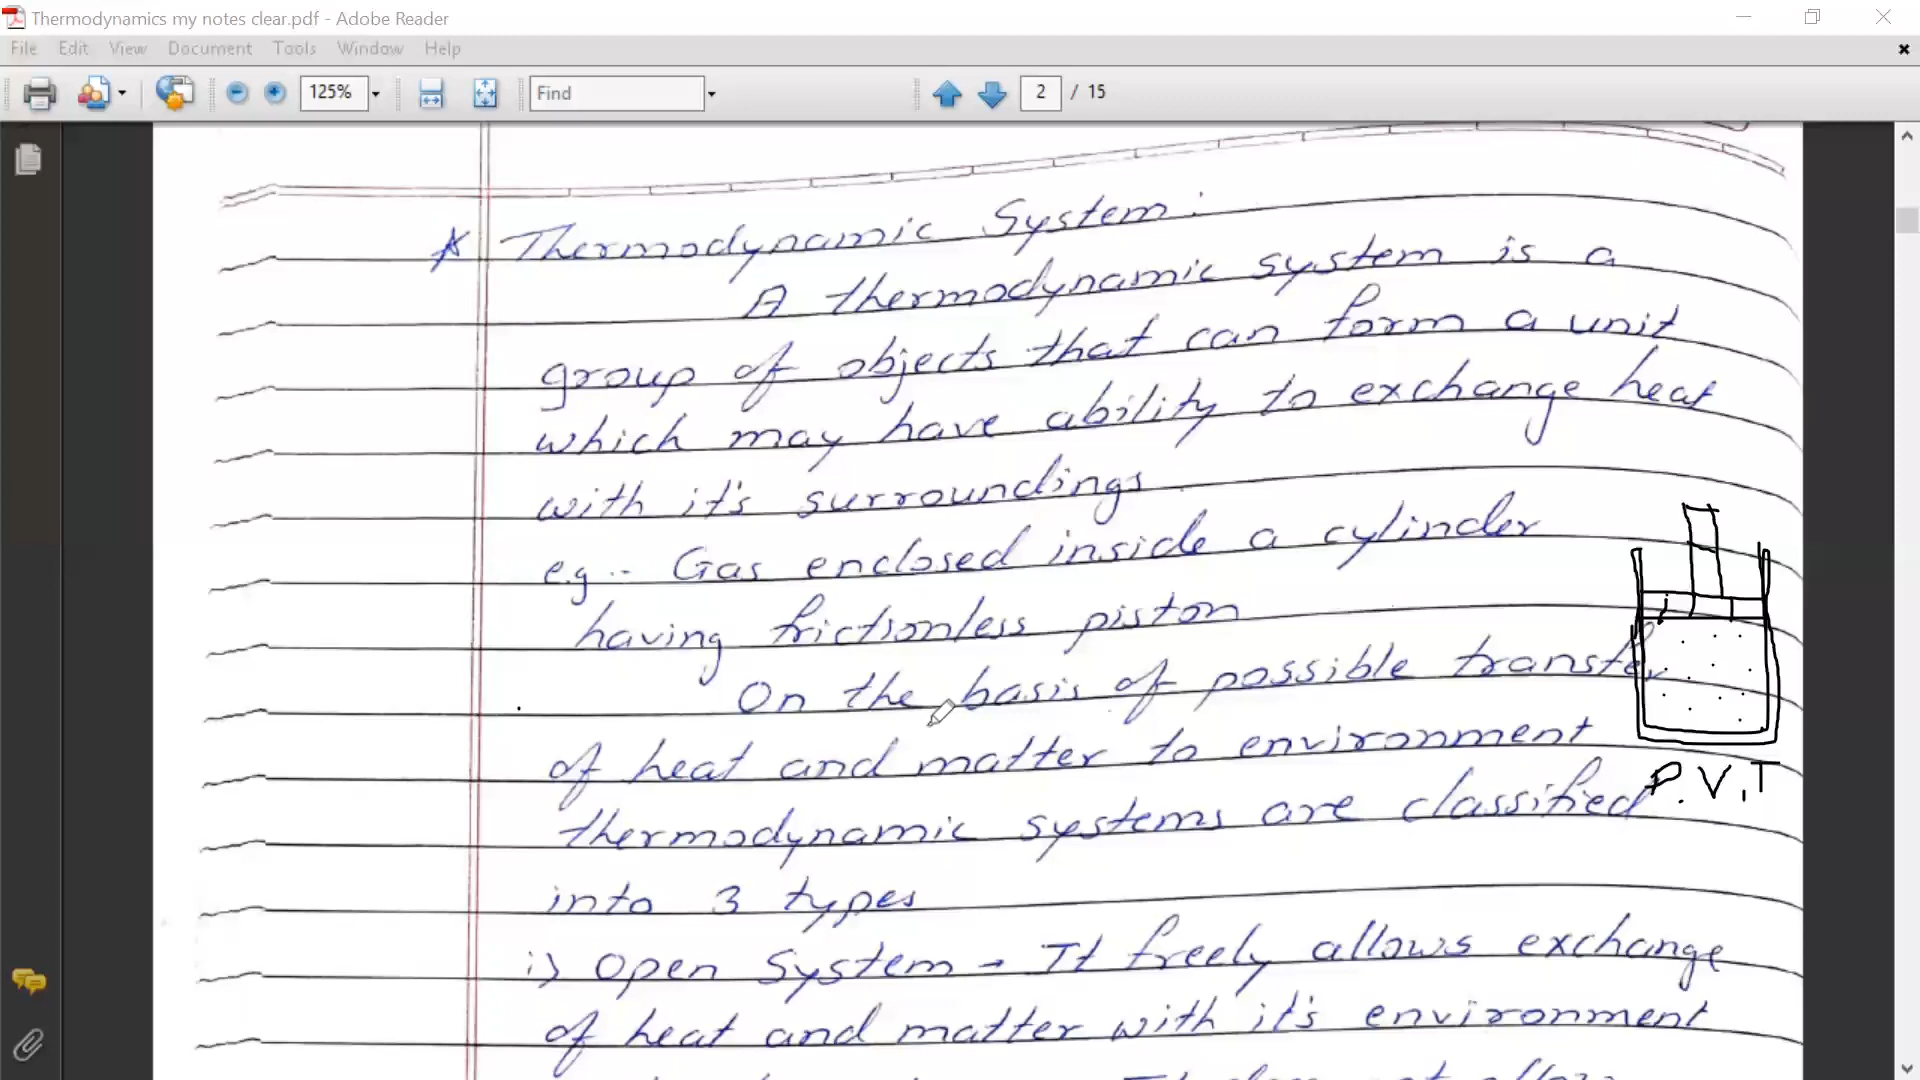 Thermodynamics my notes clear.pdf - Adobe Reader
File Edit View Document Tools Window Help
125% Find 2 / 15
Thermodynamic System:
A thermodynamic system is a
group of objects that can form a unit
which may have ability to exchange heat
with it's surroundings
e.g :- Gas enclosed inside a cylinder
having frictionless piston
On the basis of possible transfer
of heat and matter to environment
P.V,T
thermodynamic systems are classified
into 3 types
i) Open System - It freely allows exchange
of heat and matter with it's environment